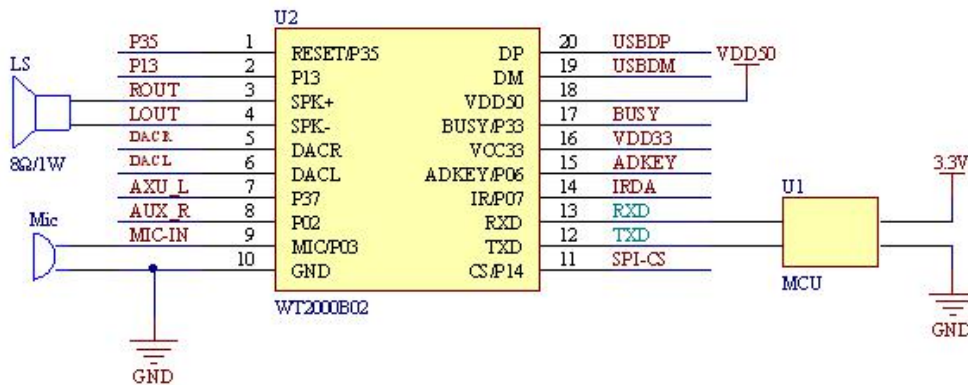 U2
P35 1 RESET/P35 DP 20 USBDP
VDD50
LS
P13 2 P13 DM 19 USBDM
ROUT 3 SPK+ VDD50 18
LOUT 4 SPK- BUSY/P33 17 BUSY
DACR 5 DACR VCC33 16 VDD33
8Ω/1W
DACL 6 DACL ADKEY/P06 15 ADKEY
3.3V
AXU_L 7 P37 IR/P07 14 IRDA
U1
Mic
AUX_R 8 P02 RXD 13 RXD
MIC-IN 9 MIC/P03 TXD 12 TXD
10 GND CS/P14 11 SPI-CS
MCU
WT2000B02
GND
GND